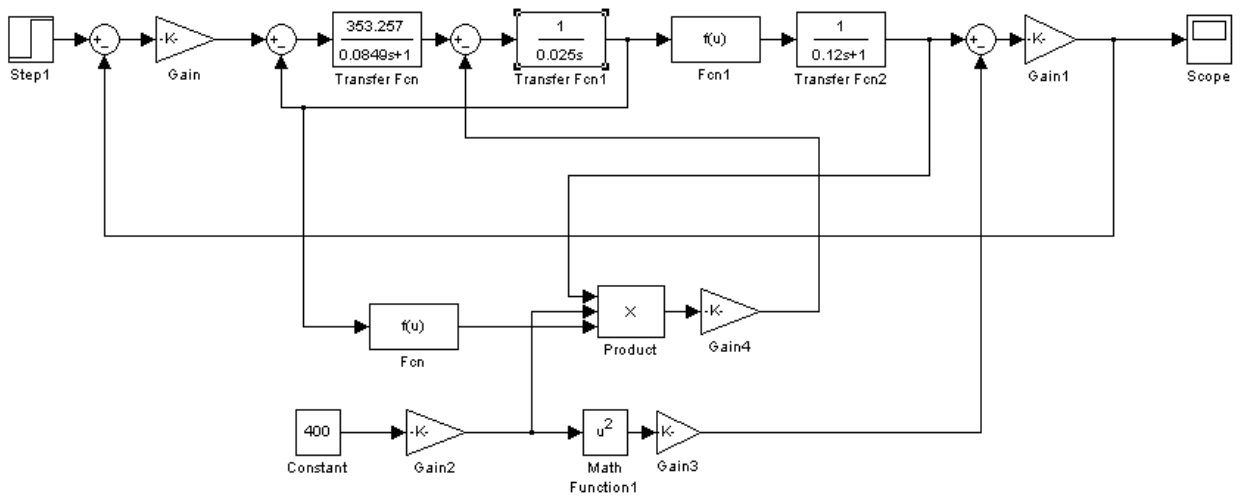 Step1
+
-
-K-
Gain
+
-
353.257
0.0849s+1
Transfer Fcn
+
-
1
0.025s
Transfer Fcn1
f(u)
Fcn1
1
0.12s+1
Transfer Fcn2
+
-
-K-
Gain1
Scope
f(u)
Fcn
X
Product
-K-
Gain4
400
Constant
-K-
Gain2
u2
Math
Function1
-K-
Gain3